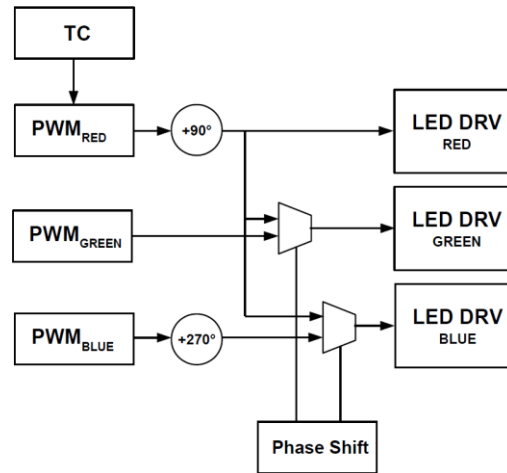 TC
PWM RED
+90°
LED DRV
RED
PWM GREEN
LED DRV
GREEN
PWM BLUE
+270°
LED DRV
BLUE
Phase Shift